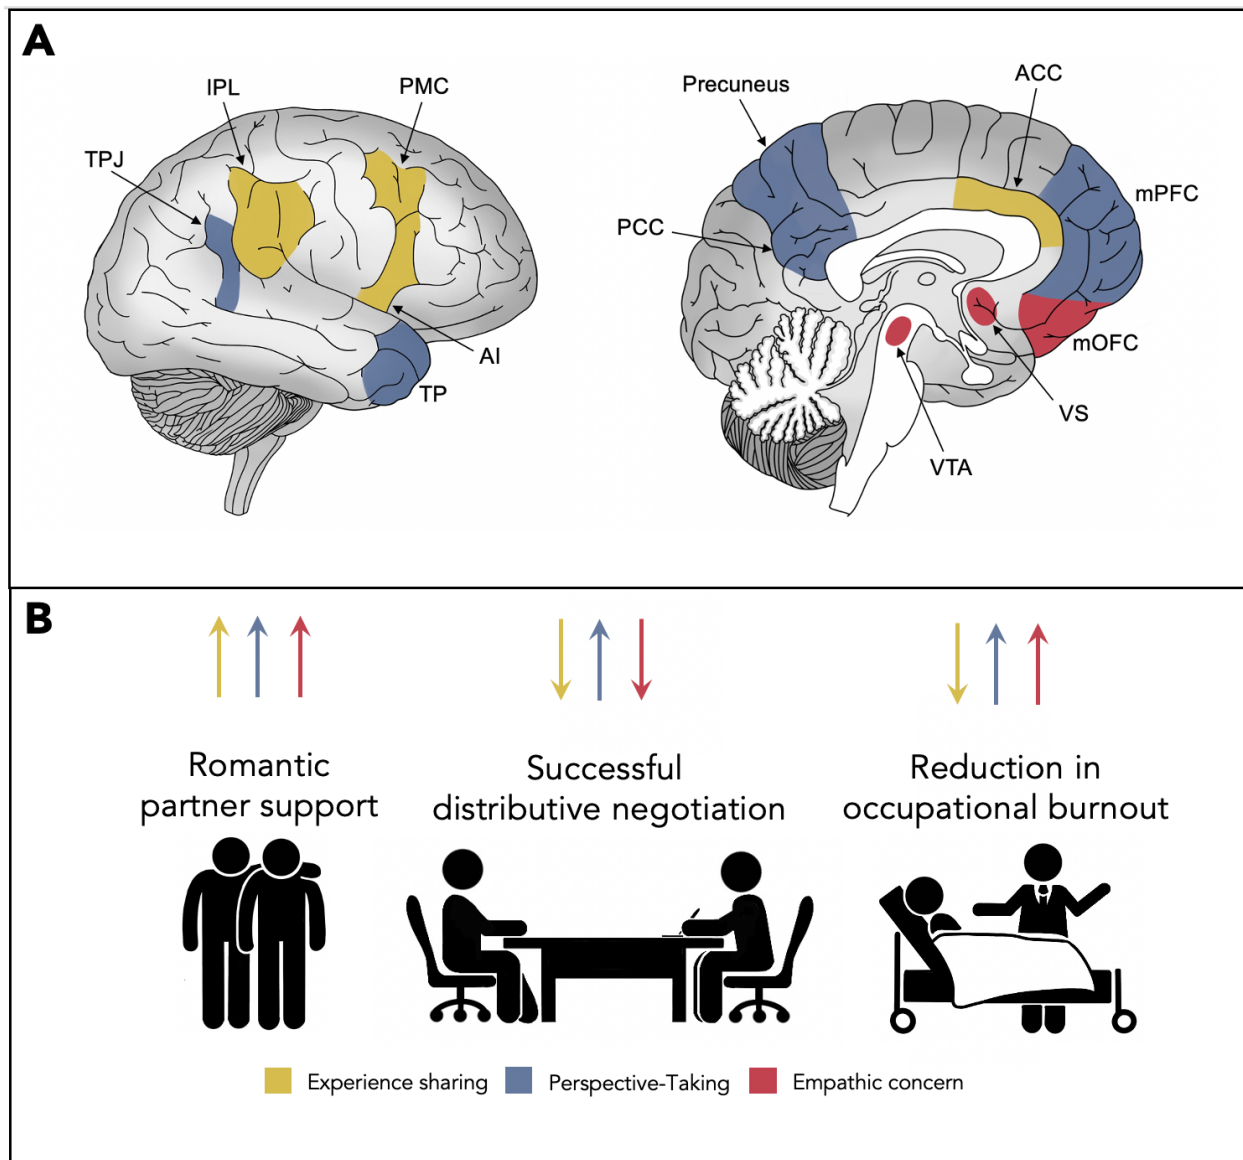 A
IPL
PMC
TPJ
AI
TP
Precuneus
ACC
mPFC
PCC
mOFC
VS
VTA
B
Romantic
partner support
Successful
distributive negotiation
Reduction in
occupational burnout
Experience sharing
Perspective-Taking
Empathic concern